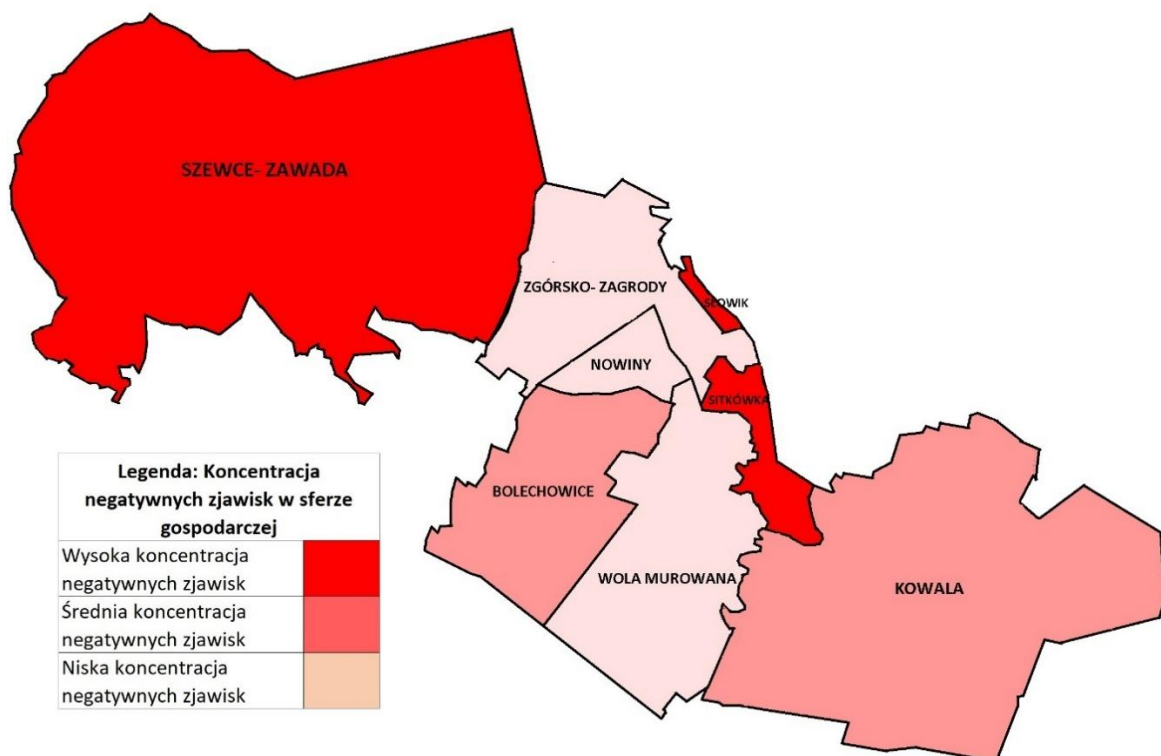 SZEWCE- ZAWADA
ZGÓRSKO- ZAGRODY
SŁOWIK
NOWINY
SITKÓWKA
BOLECHOWICE
WOLA MUROWANA
KOWALA
Legenda: Koncentracja
negatywnych zjawisk w sferze
gospodarczej
Wysoka koncentracja
negatywnych zjawisk
Średnia koncentracja
negatywnych zjawisk
Niska koncentracja
negatywnych zjawisk